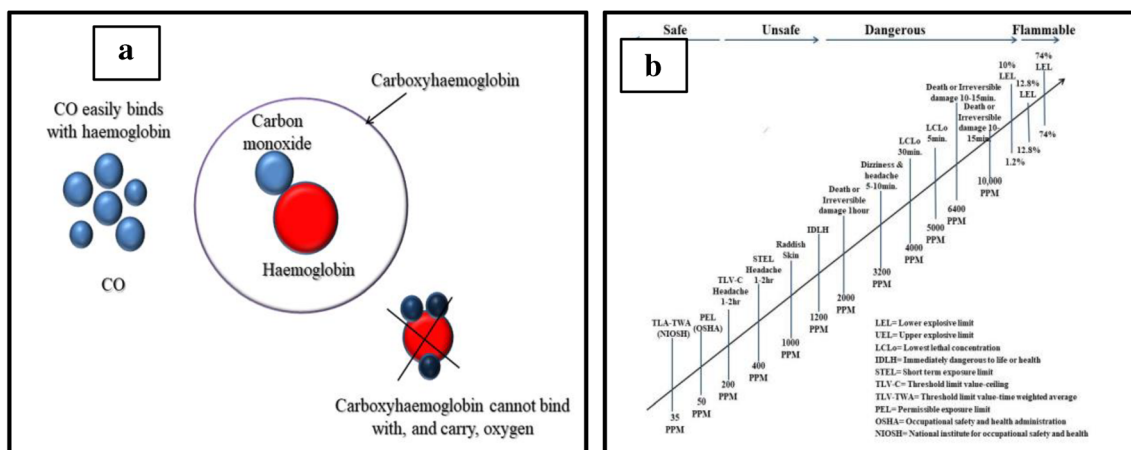 a
CO easily binds
with haemoglobin
CO
Carboxyhaemoglobin
Carbon
monoxide
Haemoglobin
Carboxyhaemoglobin cannot bind
with, and carry, oxygen
b
Safe
Unsafe
Dangerous
Flammable
TLA-TWA
(NIOSH)
35
PPM
PEL
(OSHA)
50
PPM
TLV-C
Headache
1-2hr
200
PPM
STEL
Headache
1-2hr
400
PPM
Raddish
Skin
1000
PPM
IDLH
1200
PPM
Death or
Irreversible
damage 1hour
2000
PPM
Dizziness &
headache
5-10min.
3200
PPM
LCLo
30min.
4000
PPM
LCLo
5min.
5000
PPM
Death or Irreversible
damage 10-15min.
6400
PPM
Death or
Irreversible
damage 10-
15min.
10,000
PPM
10%
LEL
1.2%
12.8%
LEL
12.8%
74%
LEL
74%
LEL= Lower explosive limit
UEL= Upper explosive limit
LCLo= Lowest lethal concentration
IDLH= Immediately dangerous to life or health
STEL= Short term exposure limit
TLV-C= Threshold limit value-ceiling
TLV-TWA= Threshold limit value-time weighted average
PEL= Permissible exposure limit
OSHA= Occupational safety and health administration
NIOSH= National institute for occupational safety and health